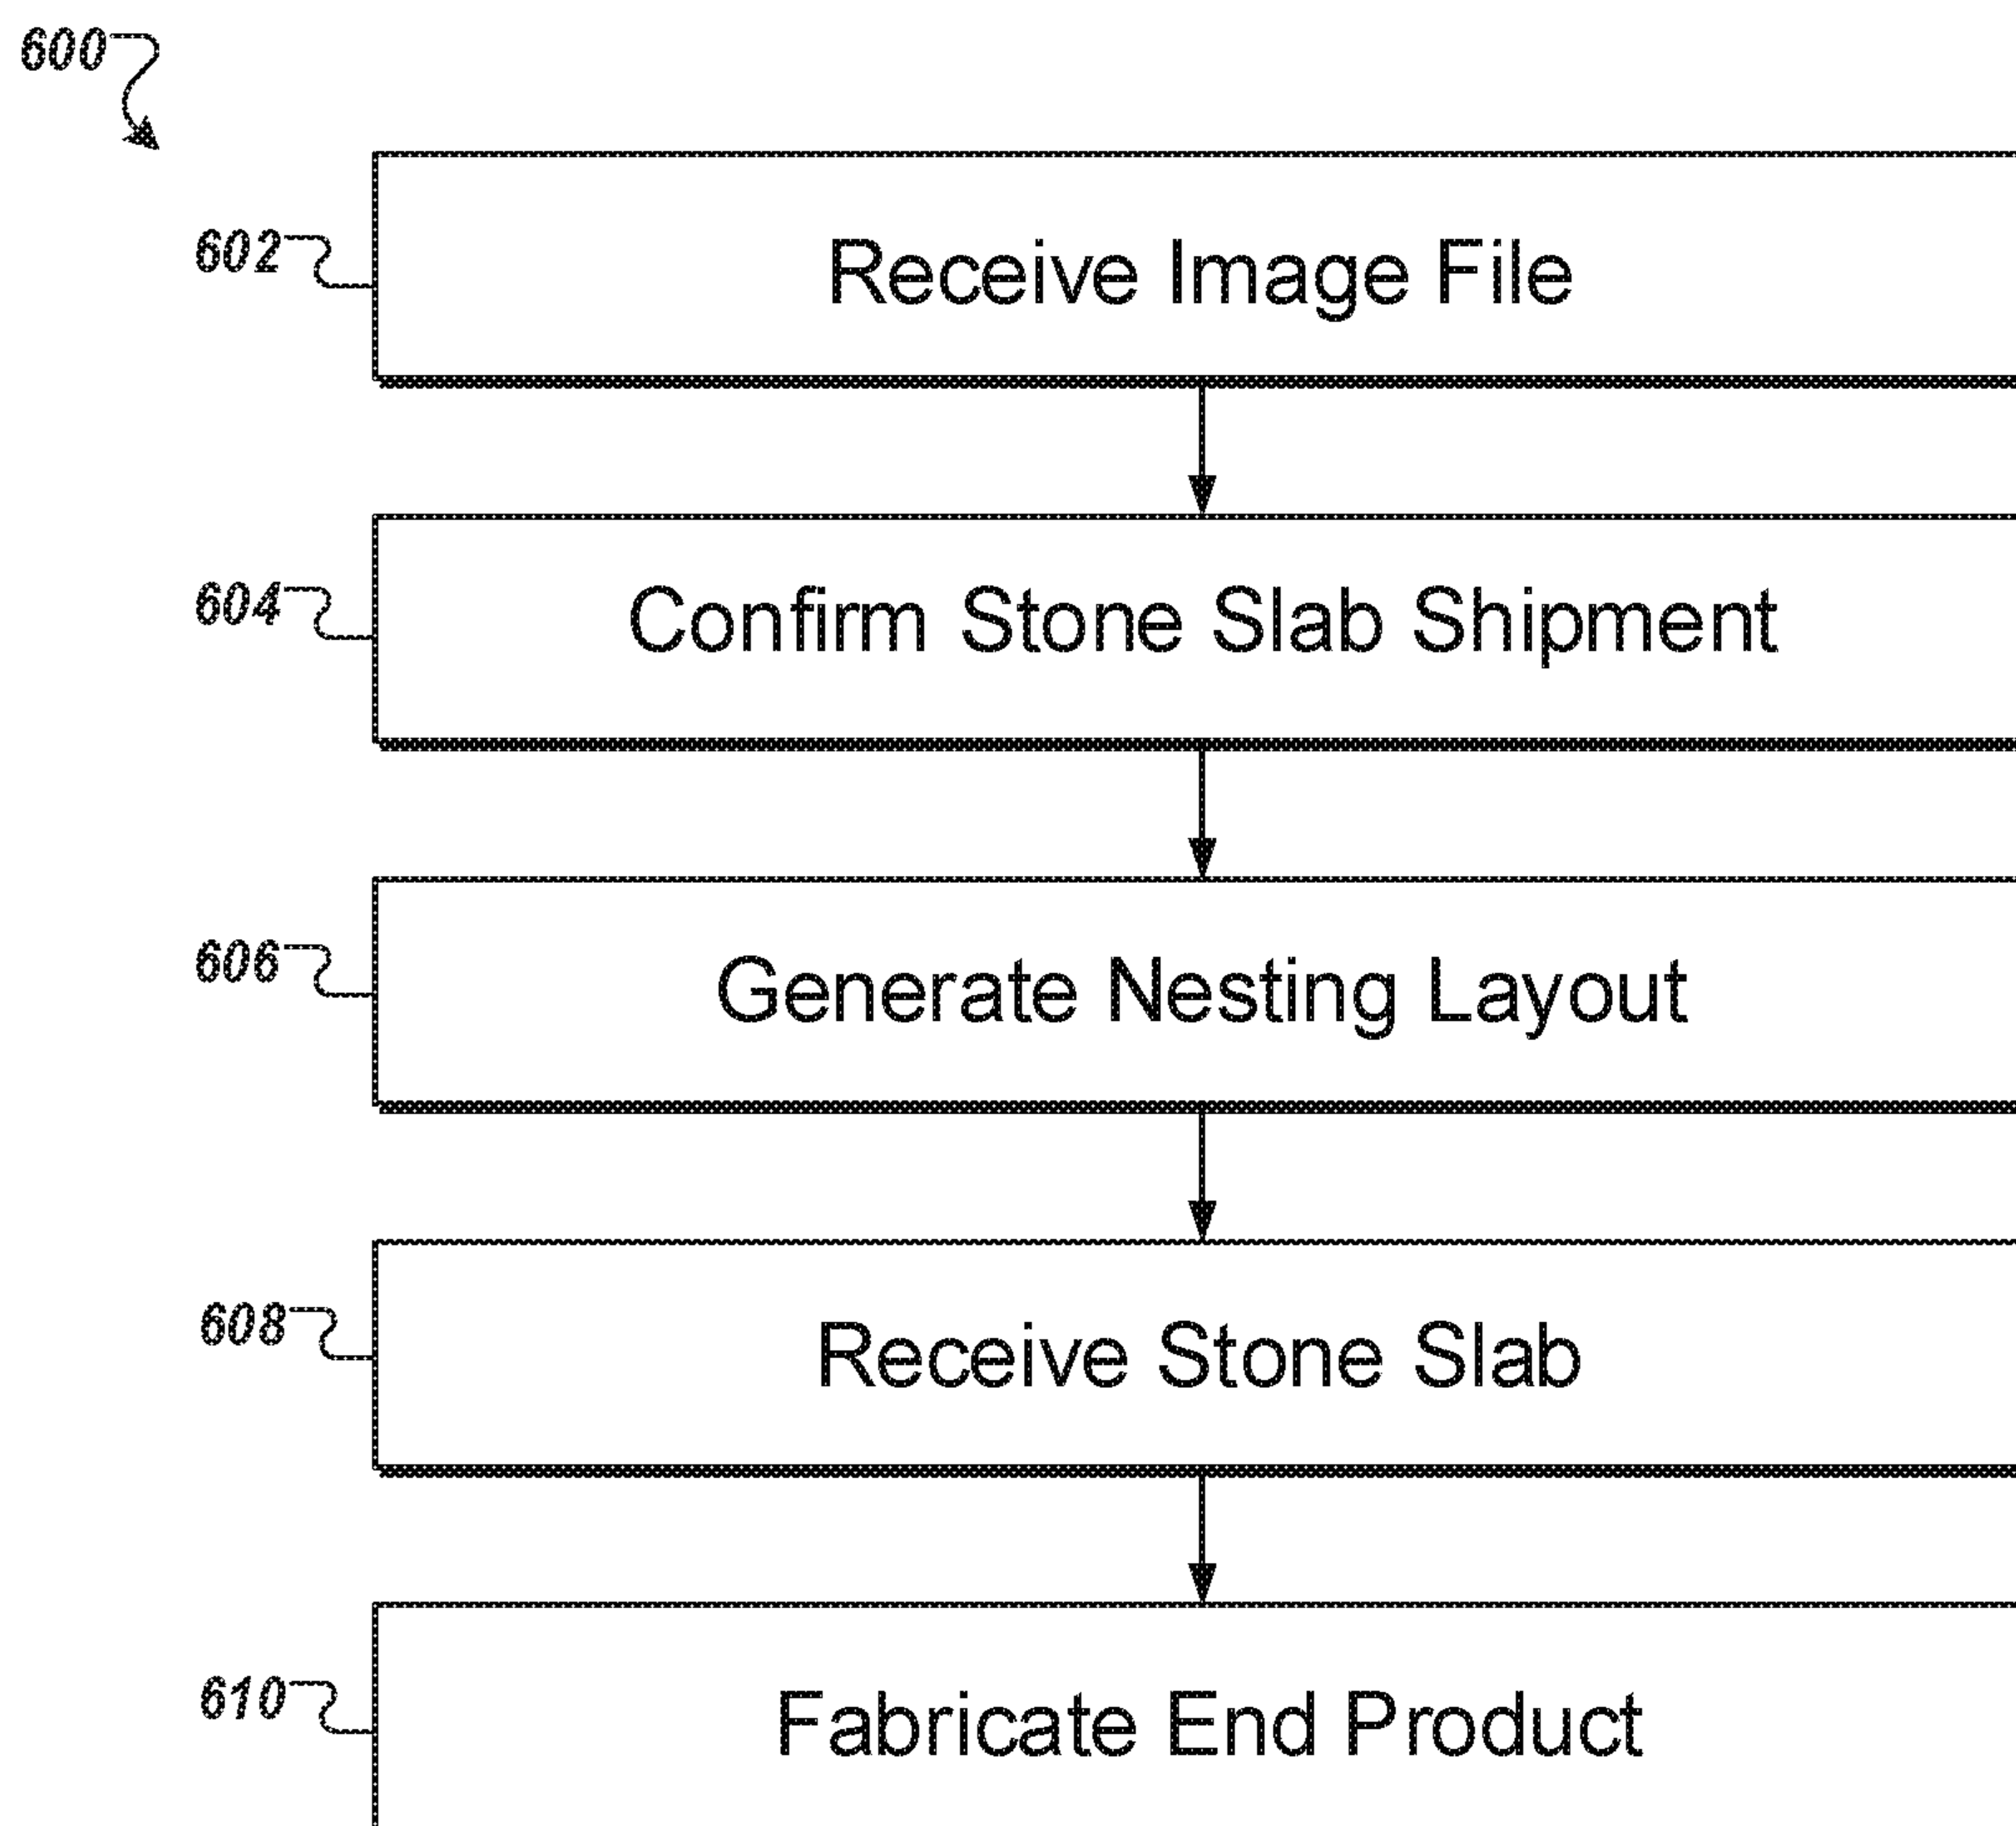 600
602
Receive Image File
604
Confirm Stone Slab Shipment
606
Generate Nesting Layout
608
Receive Stone Slab
610
Fabricate End Product